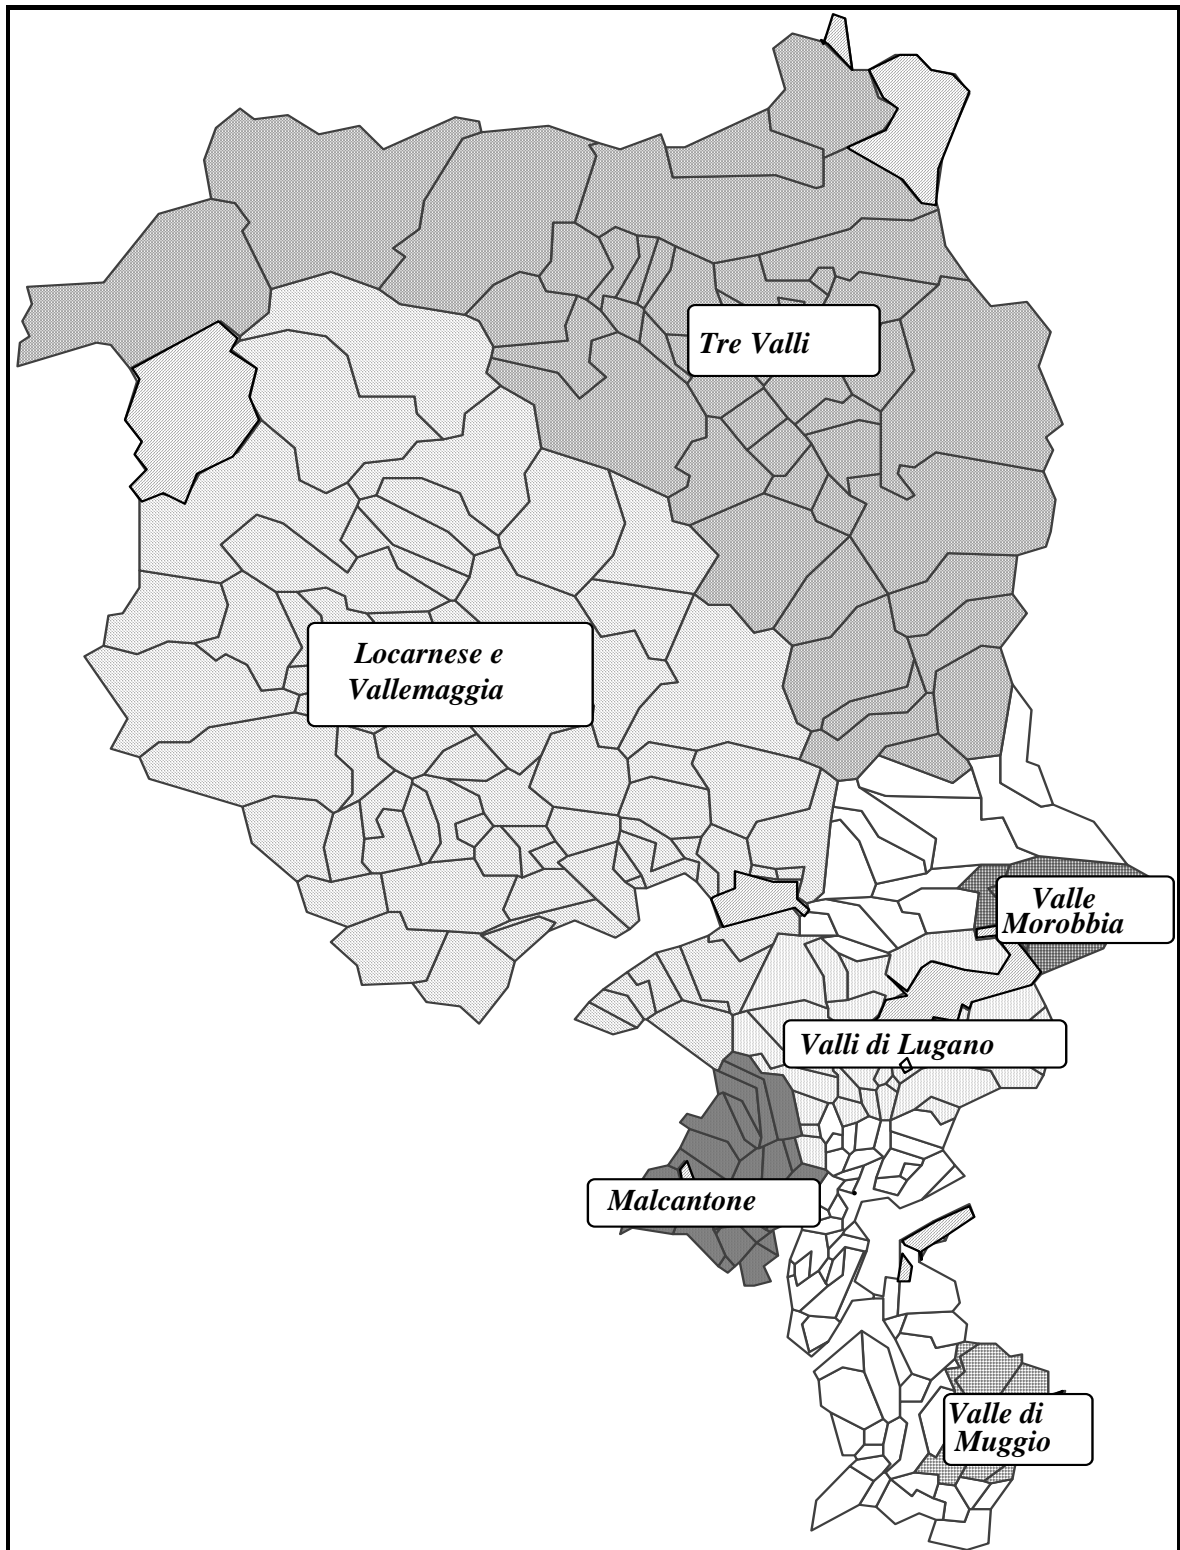 Tre Valli
Locarnese e
Vallemaggia
Valle
Morobbia
Valli di Lugano
Malcantone
Valle di
Muggio